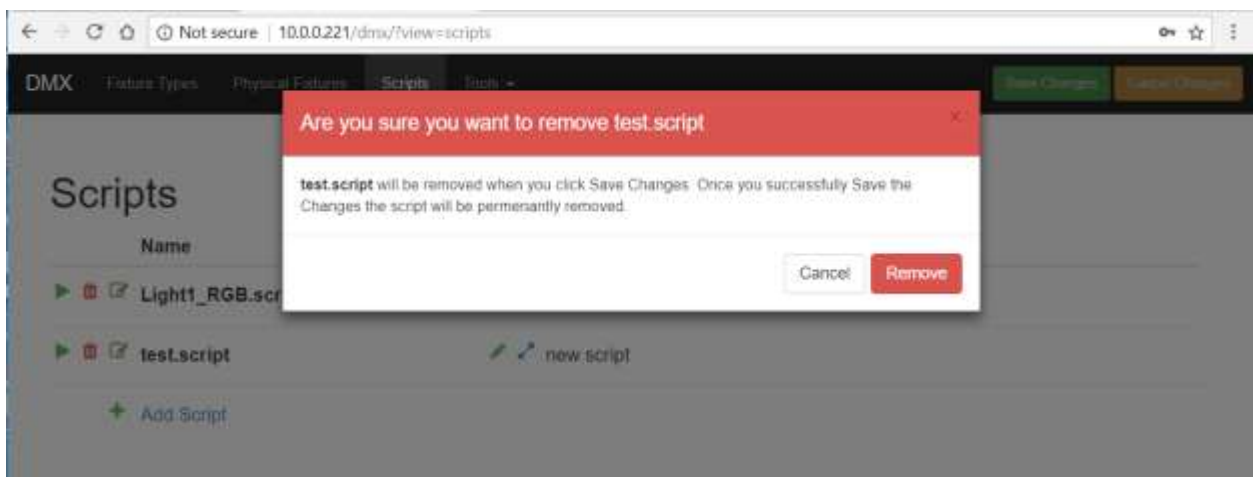 Not secure | 10.0.0.221/dmx/?view=scripts
DMX Fixture Types Physical Fixtures Scripts Tools Save Changes Cancel Changes
Are you sure you want to remove test.script ×
test.script will be removed when you click Save Changes. Once you successfully Save the
Changes the script will be permenantly removed.
Cancel Remove
Scripts
Name
Light1_RGB.scr
test.script new script
Add Script